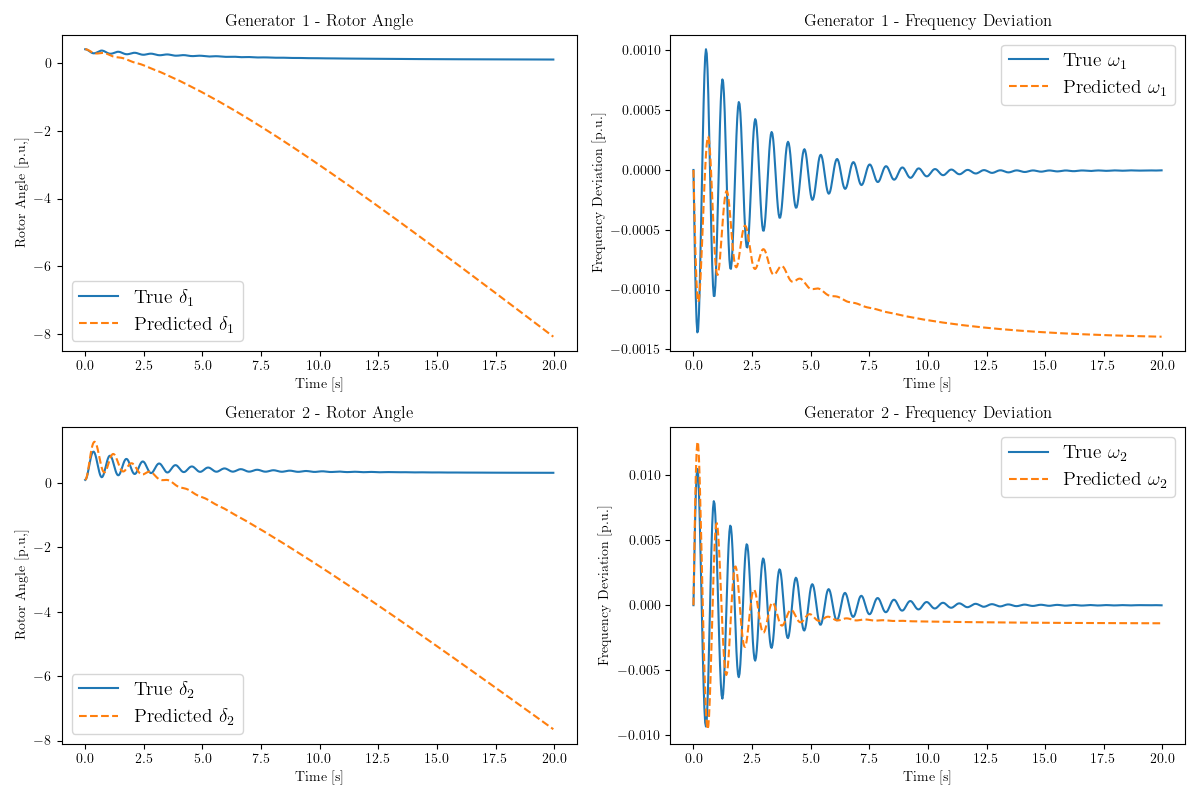 Generator 1 - Rotor Angle
Rotor Angle [p.u.]
0
−2
−4
−6
−8
True δ₁
Predicted δ₁
0.0 2.5 5.0 7.5 10.0 12.5 15.0 17.5 20.0
Time [s]
Generator 1 - Frequency Deviation
Frequency Deviation [p.u.]
0.0010
0.0005
0.0000
−0.0005
−0.0010
−0.0015
True ω₁
Predicted ω₁
0.0 2.5 5.0 7.5 10.0 12.5 15.0 17.5 20.0
Time [s]
Generator 2 - Rotor Angle
Rotor Angle [p.u.]
0
−2
−4
−6
−8
True δ₂
Predicted δ₂
0.0 2.5 5.0 7.5 10.0 12.5 15.0 17.5 20.0
Time [s]
Generator 2 - Frequency Deviation
Frequency Deviation [p.u.]
0.010
0.005
0.000
−0.005
−0.010
True ω₂
Predicted ω₂
0.0 2.5 5.0 7.5 10.0 12.5 15.0 17.5 20.0
Time [s]